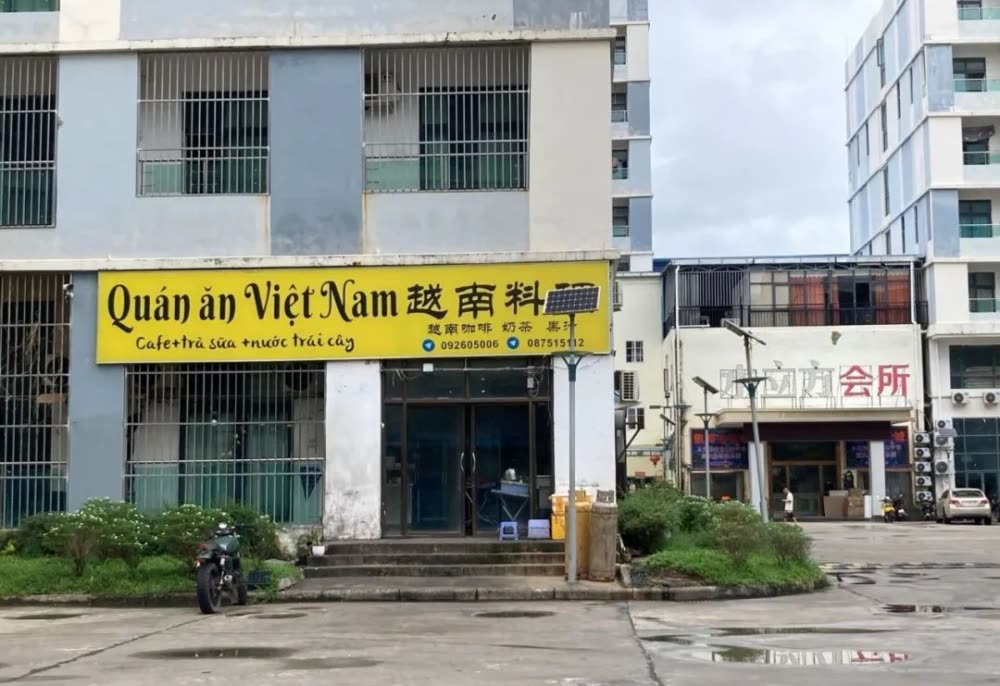 Quán ăn Việt Nam 越南料
Cafe+trà sữa +nước trái cây
越南咖啡 奶茶 果汁
092605006 087515112
会所